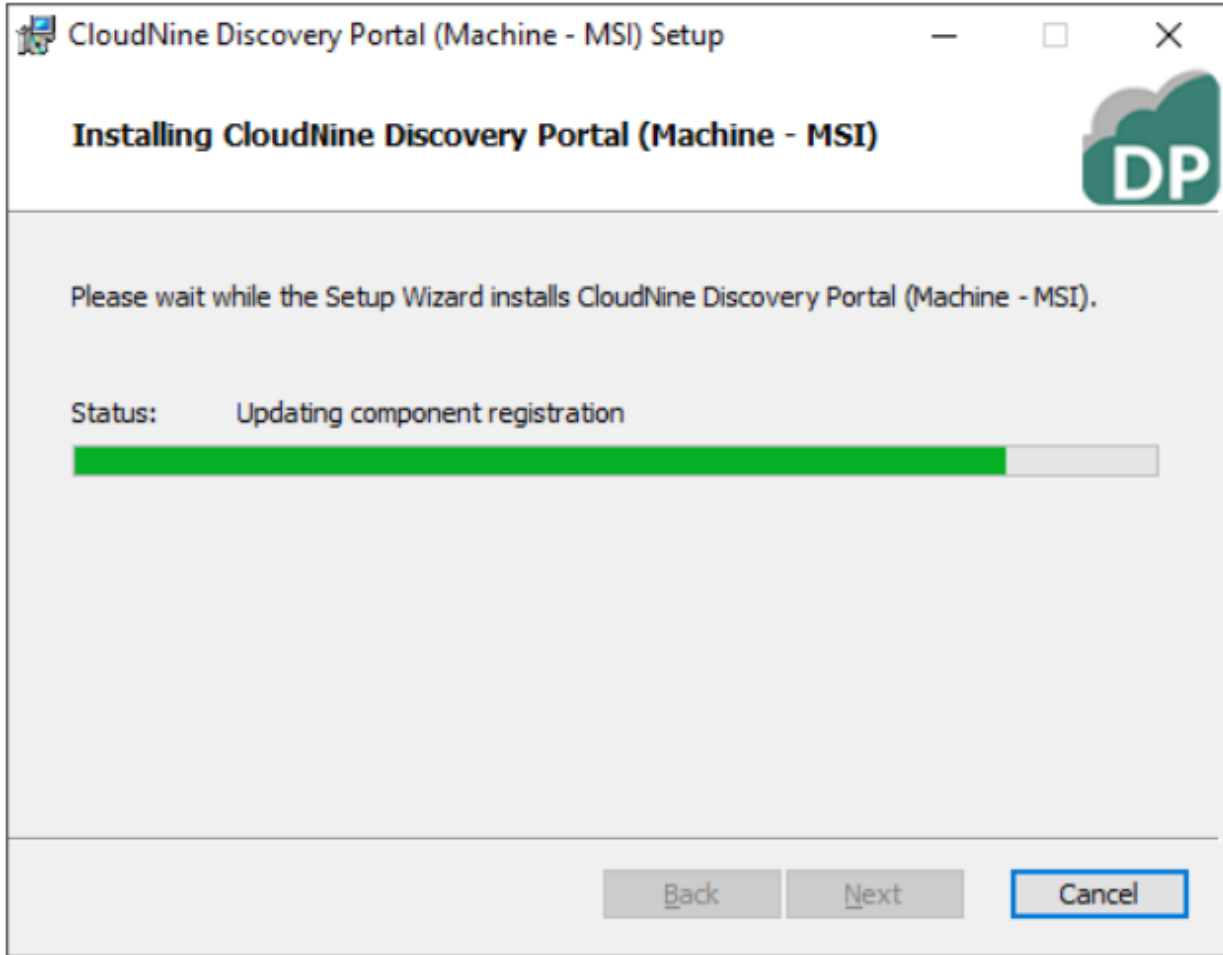 CloudNine Discovery Portal (Machine - MSI) Setup
Installing CloudNine Discovery Portal (Machine - MSI)
DP
Please wait while the Setup Wizard installs CloudNine Discovery Portal (Machine - MSI).
Status: Updating component registration
Back Next Cancel